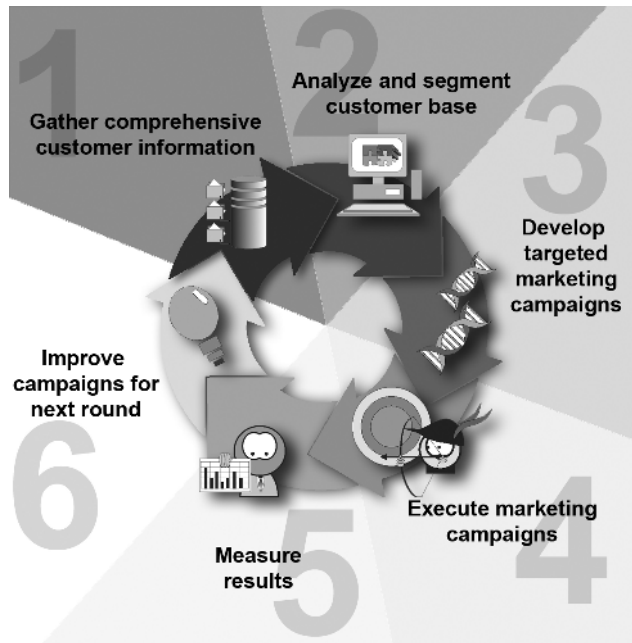 1
Gather comprehensive
customer information
2
Analyze and segment
customer base
3
Develop
targeted
marketing
campaigns
4
Execute marketing
campaigns
5
Measure
results
6
Improve
campaigns for
next round